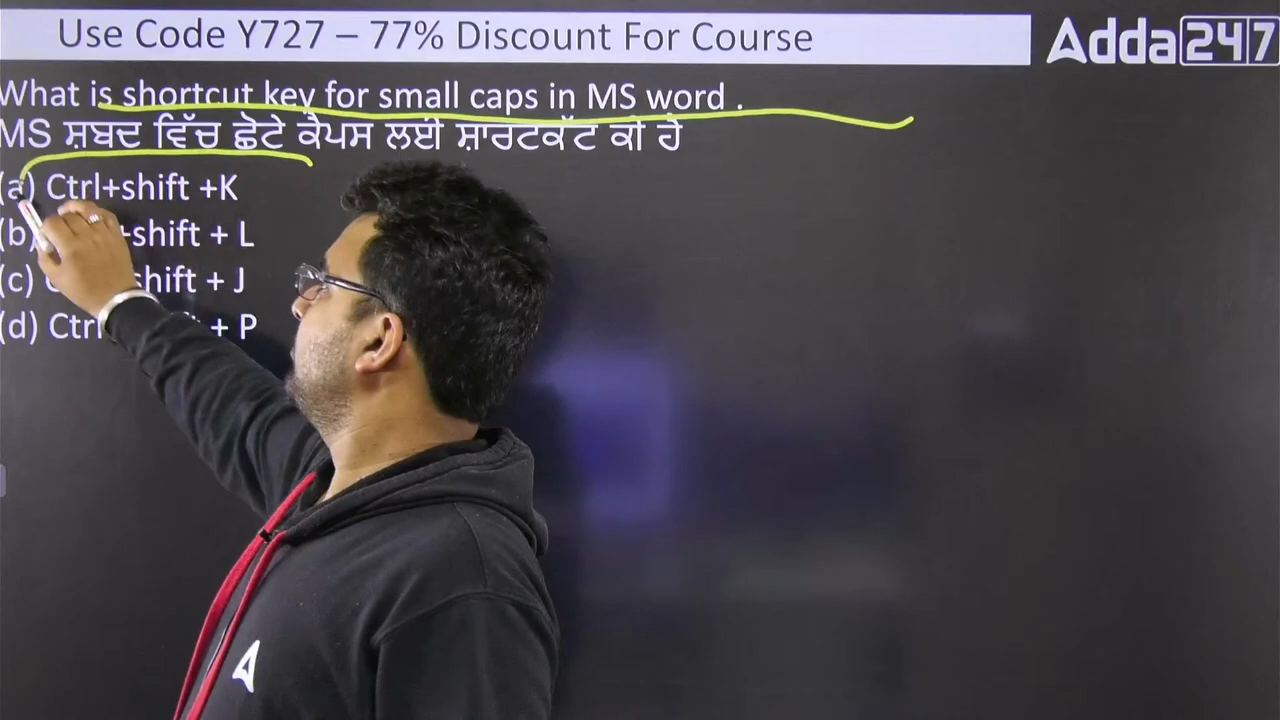 Use Code Y727 – 77% Discount For Course
Adda247
What is shortcut key for small caps in MS word .
MS ਸ਼ਬਦ ਵਿੱਚ ਛੋਟੇ ਕੈਪਸ ਲਈ ਸ਼ਾਰਟਕੱਟ ਕੀ ਹੈ
(a) Ctrl+shift +K
(b) +shift + L
(c) shift + J
(d) Ctrl + P